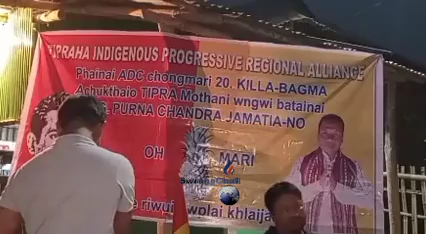 TIPRAHA INDIGENOUS PROGRESSIVE REGIONAL ALLIANCE
Phainai ADC chongmari 20, KILLA-BAGMA
Achukthaio TIPRA Mothani wngwi batainai
PURNA CHANDRA JAMATIA-NO
OH MARI
riwui
khlaija